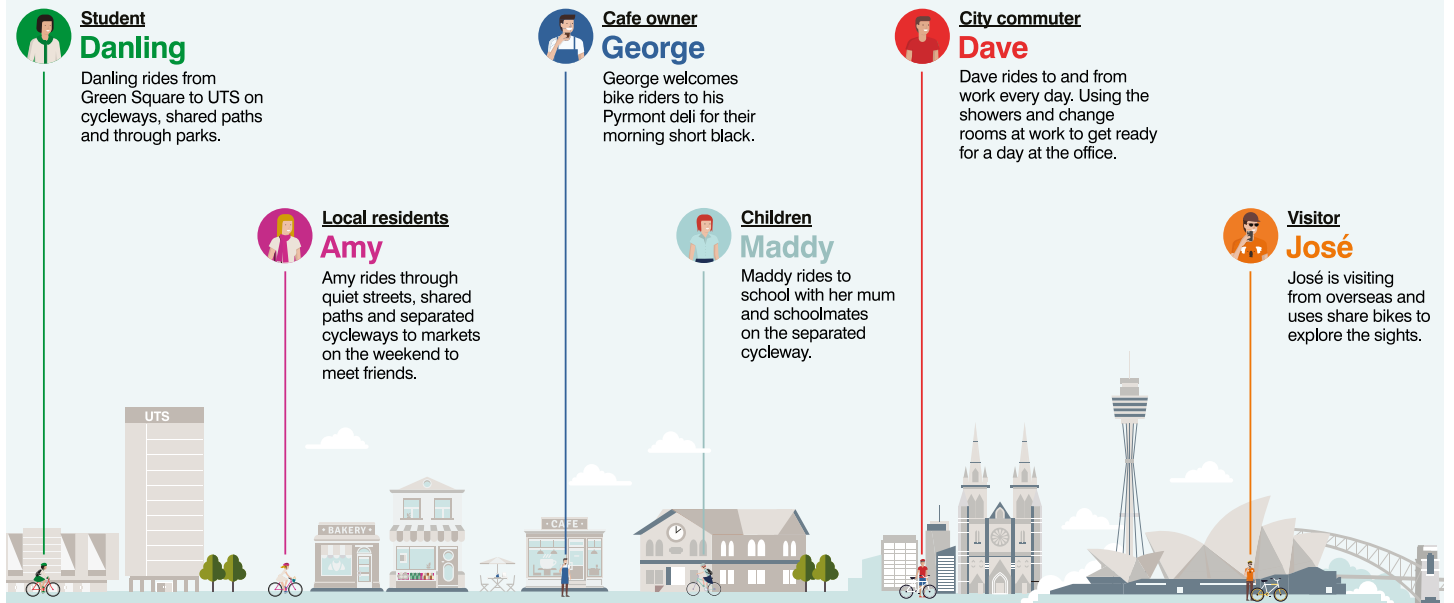 Student
Danling
Danling rides from
Green Square to UTS on
cycleways, shared paths
and through parks.
Cafe owner
George
George welcomes
bike riders to his
Pyrmont deli for their
morning short black.
City commuter
Dave
Dave rides to and from
work every day. Using the
showers and change
rooms at work to get ready
for a day at the office.
Local residents
Amy
Amy rides through
quiet streets, shared
paths and separated
cycleways to markets
on the weekend to
meet friends.
Children
Maddy
Maddy rides to
school with her mum
and schoolmates
on the separated
cycleway.
Visitor
José
José is visiting
from overseas and
uses share bikes to
explore the sights.
UTS
• BAKERY •
• CAFE •